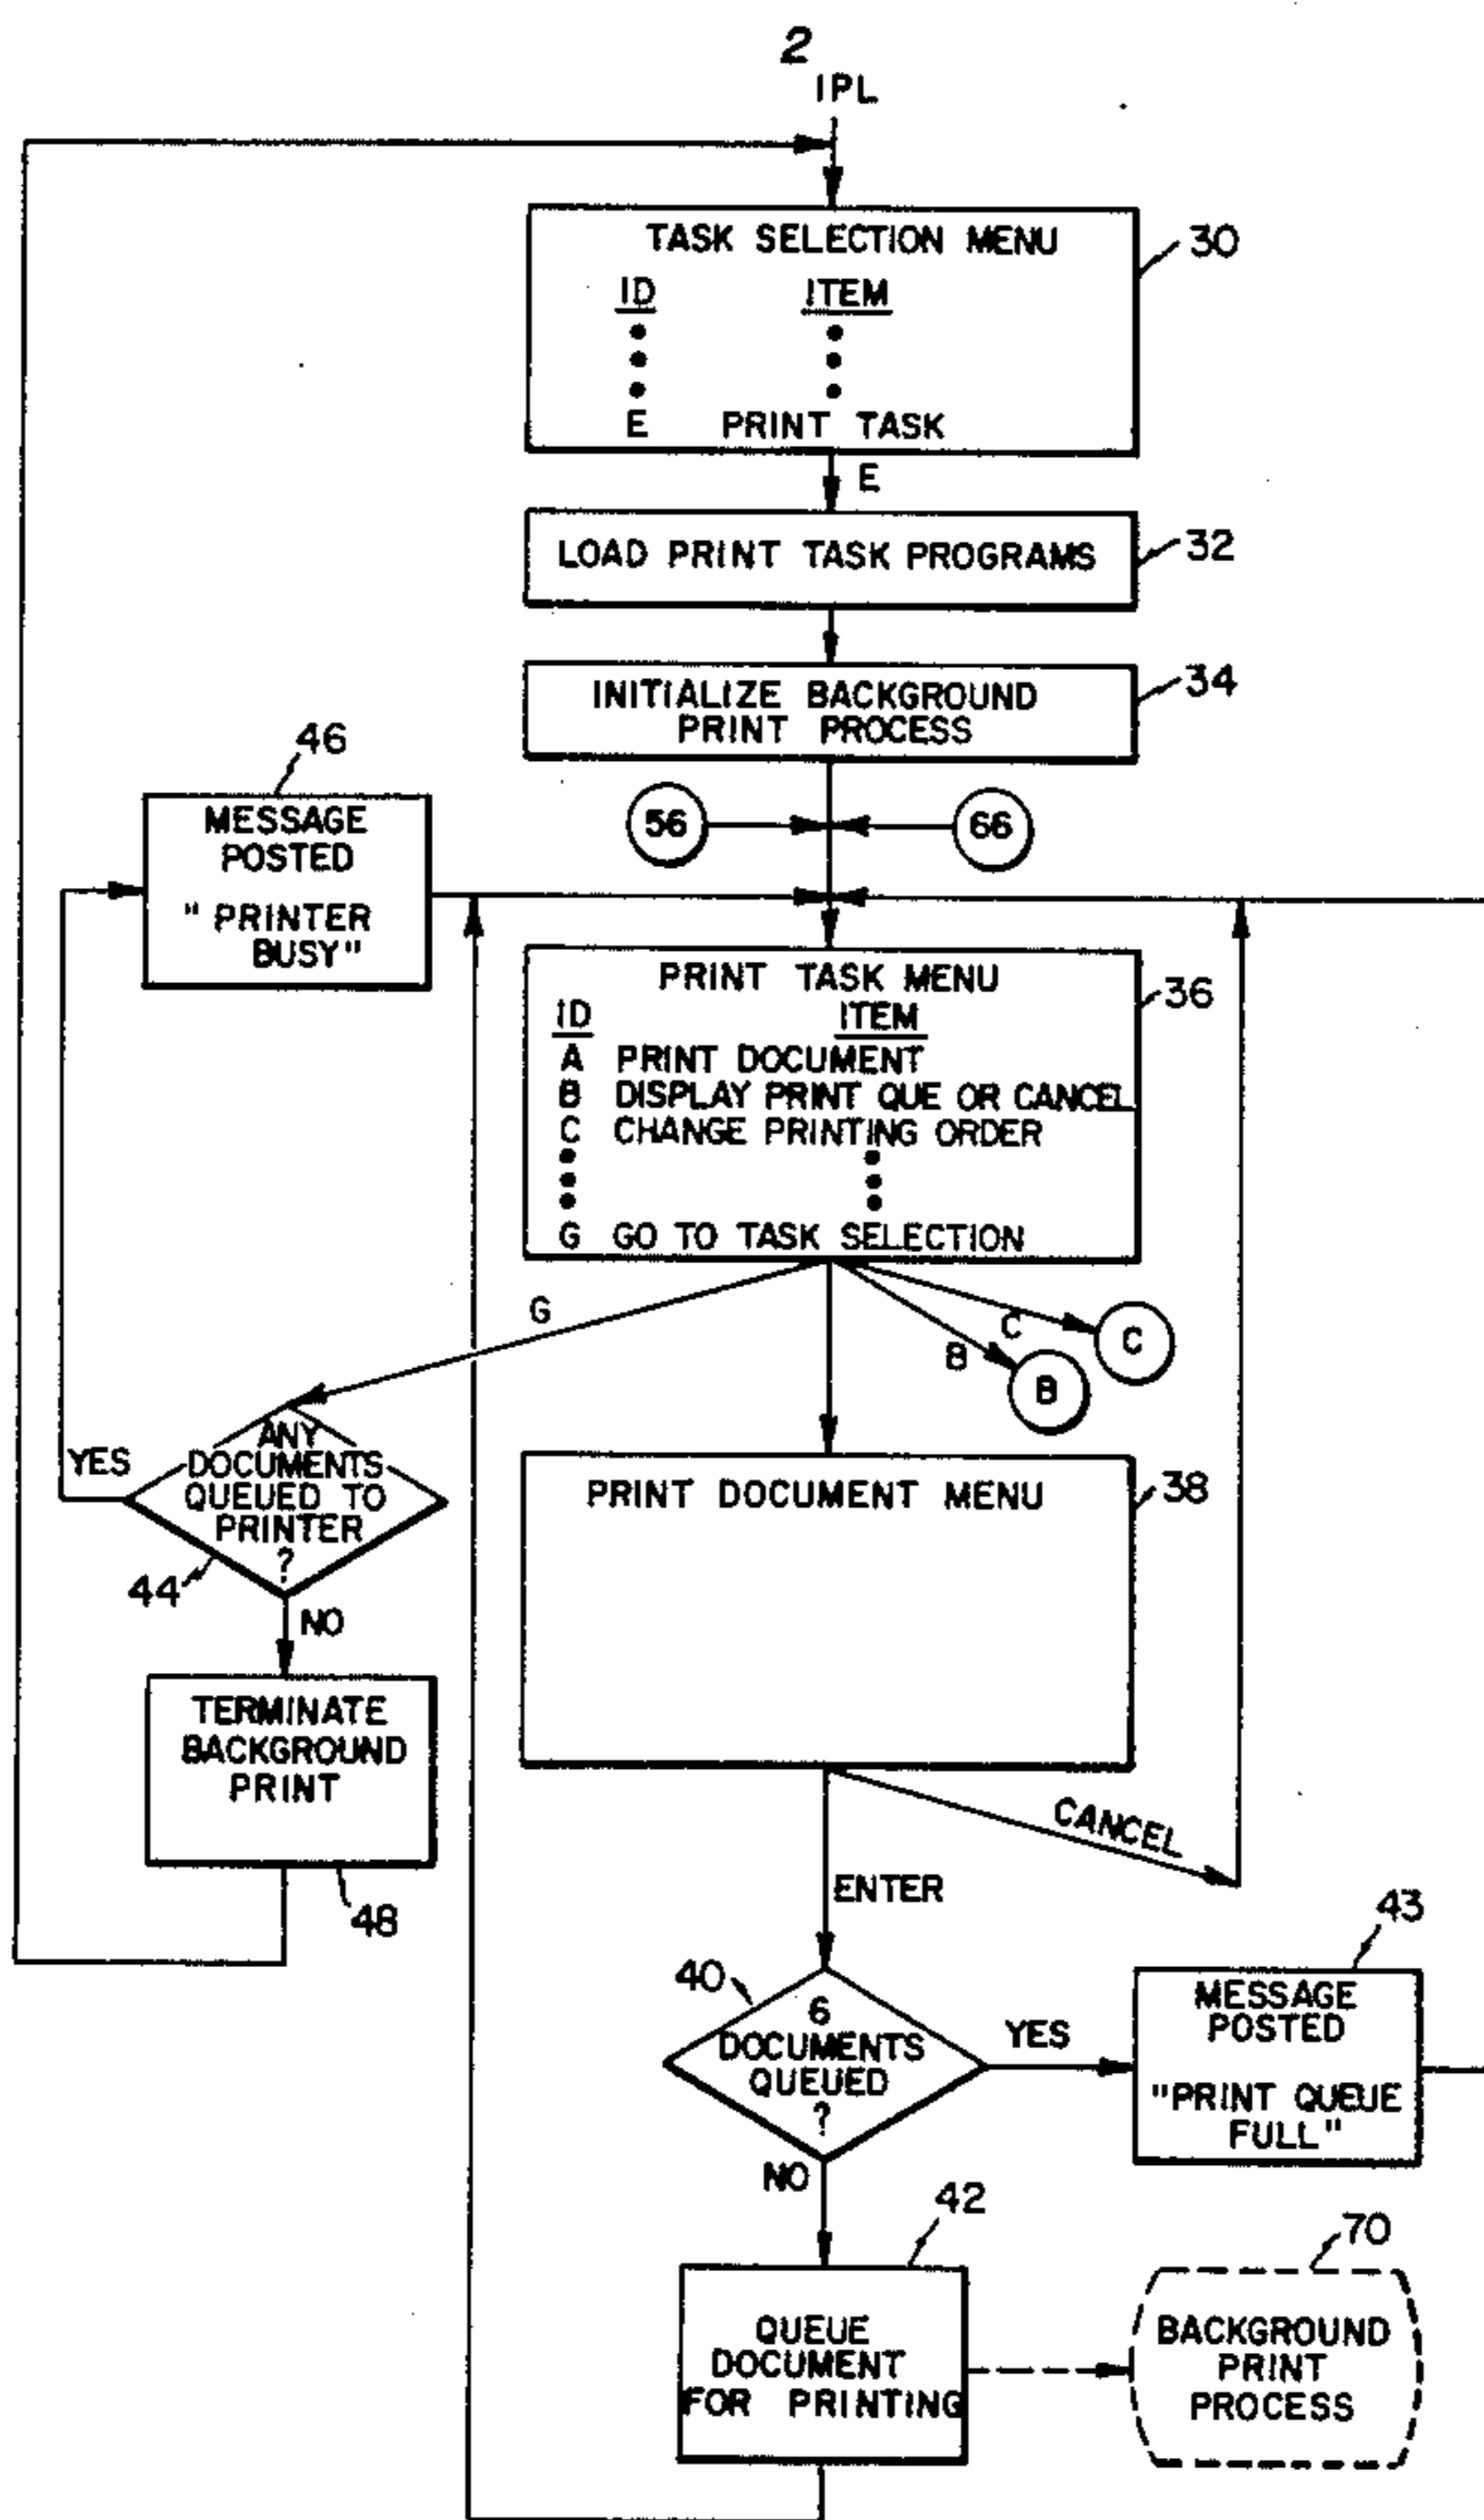 2
IPL
TASK SELECTION MENU
30
ID ITEM
E PRINT TASK
E
LOAD PRINT TASK PROGRAMS
32
INITIALIZE BACKGROUND
PRINT PROCESS
34
46
MESSAGE
POSTED
" PRINTER
BUSY"
56
66
PRINT TASK MENU
36
ID ITEM
A PRINT DOCUMENT
B DISPLAY PRINT QUE OR CANCEL
C CHANGE PRINTING ORDER
G GO TO TASK SELECTION
G
C
C
B
B
YES
ANY
DOCUMENTS
QUEUED TO
PRINTER
?
44
NO
PRINT DOCUMENT MENU
38
TERMINATE
BACKGROUND
PRINT
48
CANCEL
ENTER
40
6
DOCUMENTS
QUEUED
?
YES
43
MESSAGE
POSTED
"PRINT QUEUE
FULL"
NO
42
QUEUE
DOCUMENT
FOR PRINTING
70
BACKGROUND
PRINT
PROCESS